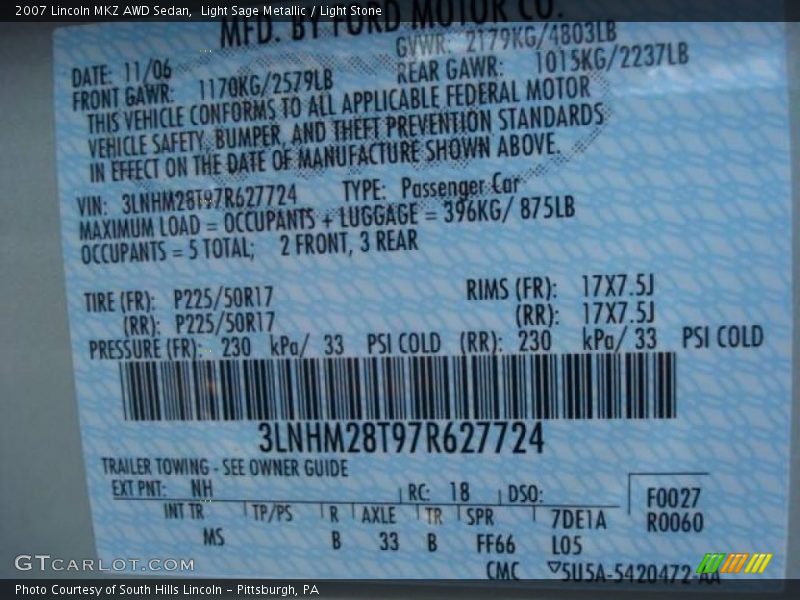 2007 Lincoln MKZ AWD Sedan,  Light Sage Metallic / Light Stone
MFD. BY FORD MOTOR CO.
DATE: 11/06 GVWR: 2179KG/4803LB
FRONT GAWR: 1170KG/2579LB REAR GAWR: 1015KG/2237LB
THIS VEHICLE CONFORMS TO ALL APPLICABLE FEDERAL MOTOR
VEHICLE SAFETY, BUMPER, AND THEFT PREVENTION STANDARDS
IN EFFECT ON THE DATE OF MANUFACTURE SHOWN ABOVE.
VIN: 3LNHM28T97R627724 TYPE: Passenger Car
MAXIMUM LOAD = OCCUPANTS + LUGGAGE = 396KG/ 875LB
OCCUPANTS = 5 TOTAL; 2 FRONT, 3 REAR
TIRE (FR): P225/50R17 RIMS (FR): 17X7.5J
(RR): P225/50R17 (RR): 17X7.5J
PRESSURE (FR): 230 kPa/ 33 PSI COLD (RR): 230 kPa/ 33 PSI COLD
3LNHM28T97R627724
TRAILER TOWING - SEE OWNER GUIDE
EXT PNT: NH RC: 18 DSO: F0027
INT TR TP/PS R AXLE TR SPR 7DE1A R0060
MS B 33 B FF66 L05
CMC ▽5U5A-5420472-AA
GTCARLOT.COM
Photo Courtesy of South Hills Lincoln - Pittsburgh, PA